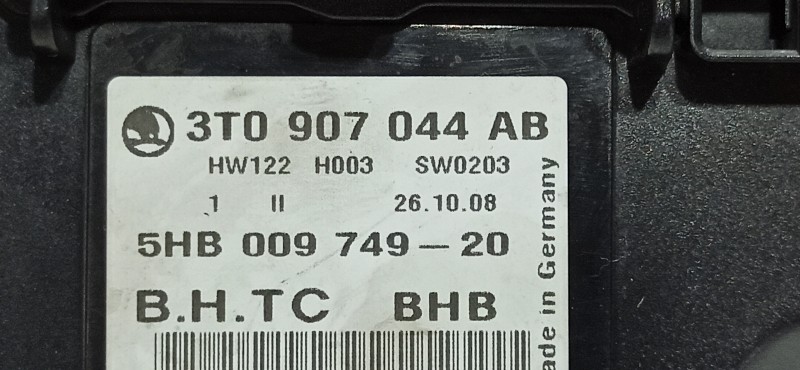 3T0 907 044 AB
HW122 H003 SW0203
1 II 26.10.08
5HB 009 749-20
B.H.TC BHB
ade in Germany